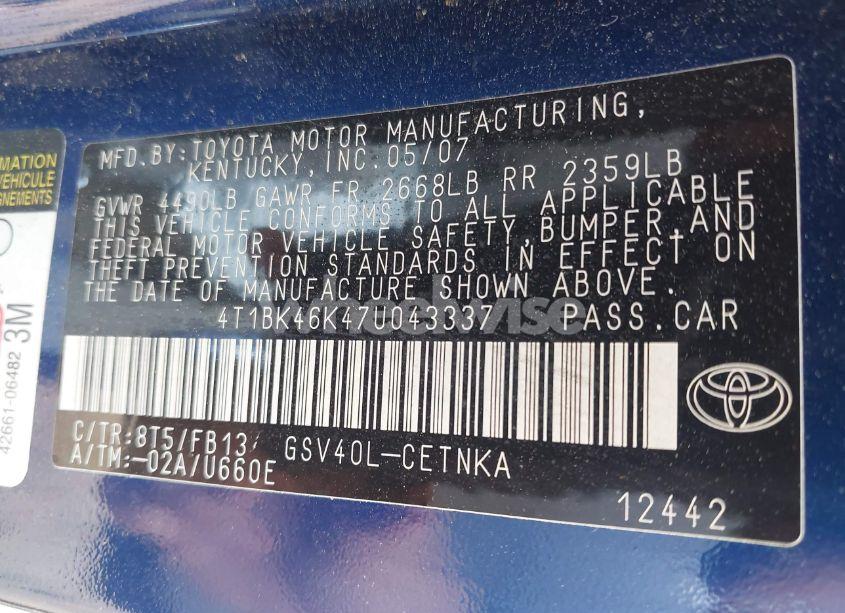 MFD.BY:TOYOTA MOTOR MANUFACTURING,
KENTUCKY, INC. 05/07
GVWR 4490LB GAWR FR 2668LB RR 2359LB
THIS VEHICLE CONFORMS TO ALL APPLICABLE
FEDERAL MOTOR VEHICLE SAFETY, BUMPER, AND
THEFT PREVENTION STANDARDS IN EFFECT ON
THE DATE OF MANUFACTURE SHOWN ABOVE.
4T1BK46K47U043337 PASS.CAR
C/TR:8T5/FB13
A/TM:-02A/U660E
GSV40L-CETNKA
12442
MATION
VEHICULE
GNEMENTS
3M
42661-06482